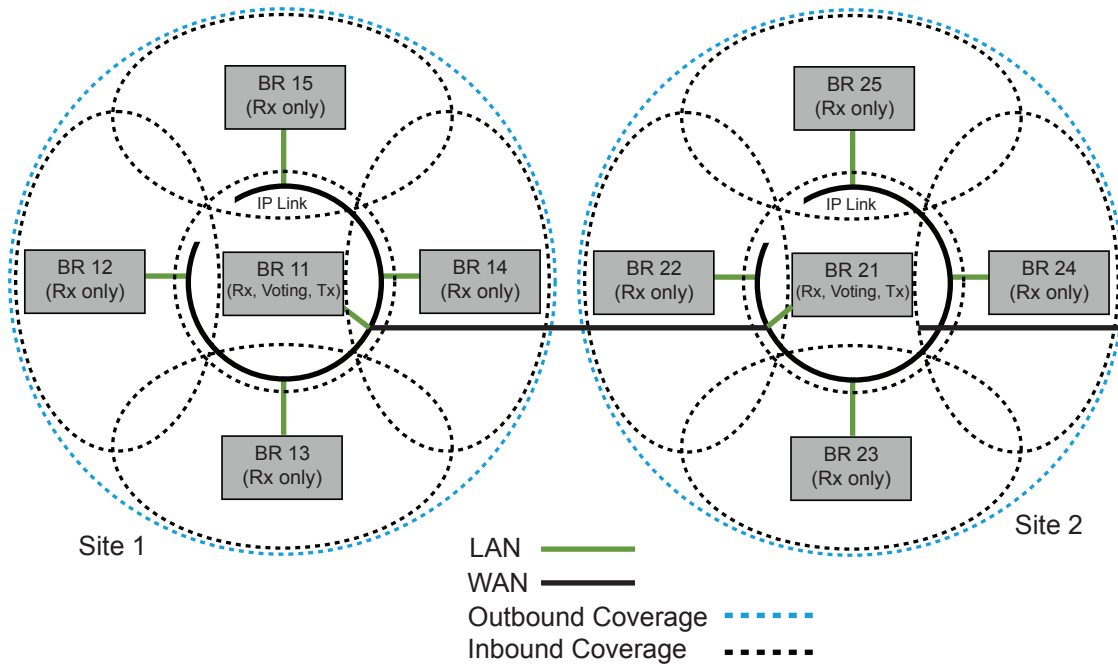 BR 15
(Rx only)
IP Link
BR 12
(Rx only)
BR 11
(Rx, Voting, Tx)
BR 14
(Rx only)
BR 13
(Rx only)
Site 1
BR 25
(Rx only)
IP Link
BR 22
(Rx only)
BR 21
(Rx, Voting, Tx)
BR 24
(Rx only)
BR 23
(Rx only)
Site 2
LAN
WAN
Outbound Coverage
Inbound Coverage